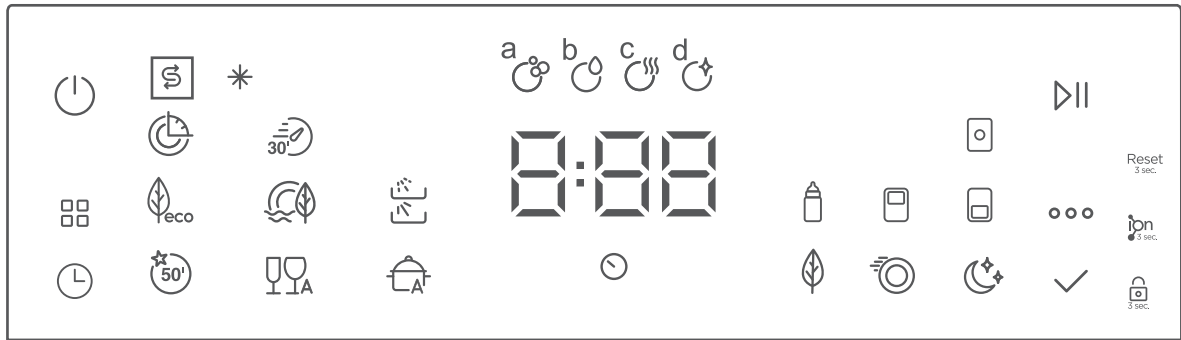 a b c d
30'
8:88
Reset
3 sec.
eco
ion
3 sec.
50'
A
A
3 sec.